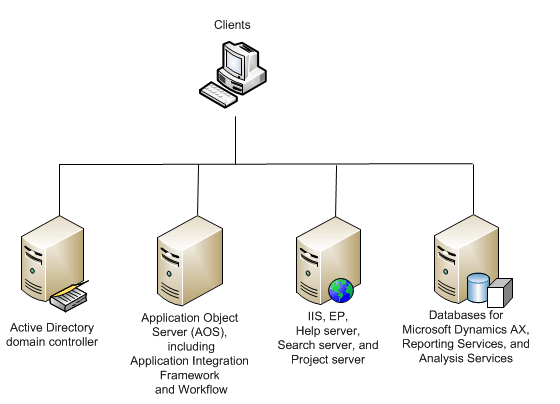 Clients
Active Directory
domain controller
Application Object
Server (AOS),
including
Application Integration
Framework
and Workflow
IIS, EP,
Help server,
Search server, and
Project server
Databases for
Microsoft Dynamics AX,
Reporting Services, and
Analysis Services